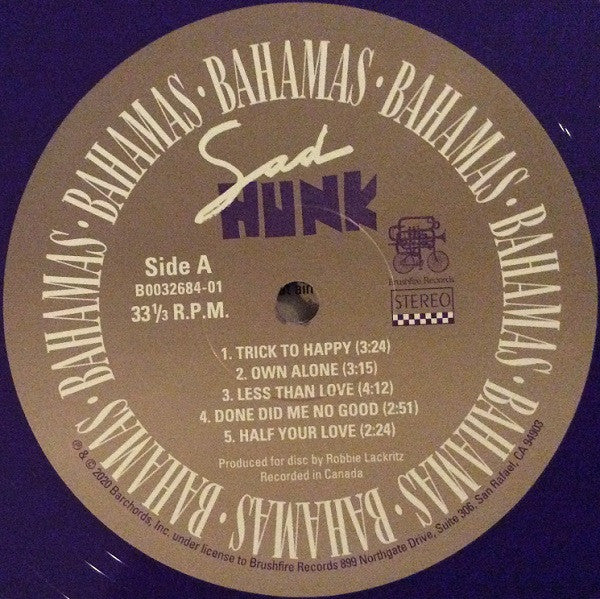 BAHAMAS · BAHAMAS · BAHAMAS · BAHAMAS · BAHAMAS · BAHAMAS · BAHAMAS · BAHAMAS · BAHAMAS · BAHAMAS ·
Sad
HUNK
Side A
B0032684-01
33⅓ R.P.M.
Brushfire Records
STEREO
1. TRICK TO HAPPY (3:24)
2. OWN ALONE (3:15)
3. LESS THAN LOVE (4:12)
4. DONE DID ME NO GOOD (2:51)
5. HALF YOUR LOVE (2:24)
Produced for disc by Robbie Lackritz
Recorded in Canada
℗ & © 2020 Barchords, Inc. under license to Brushfire Records 899 Northgate Drive, Suite 306, San Rafael, CA 94903